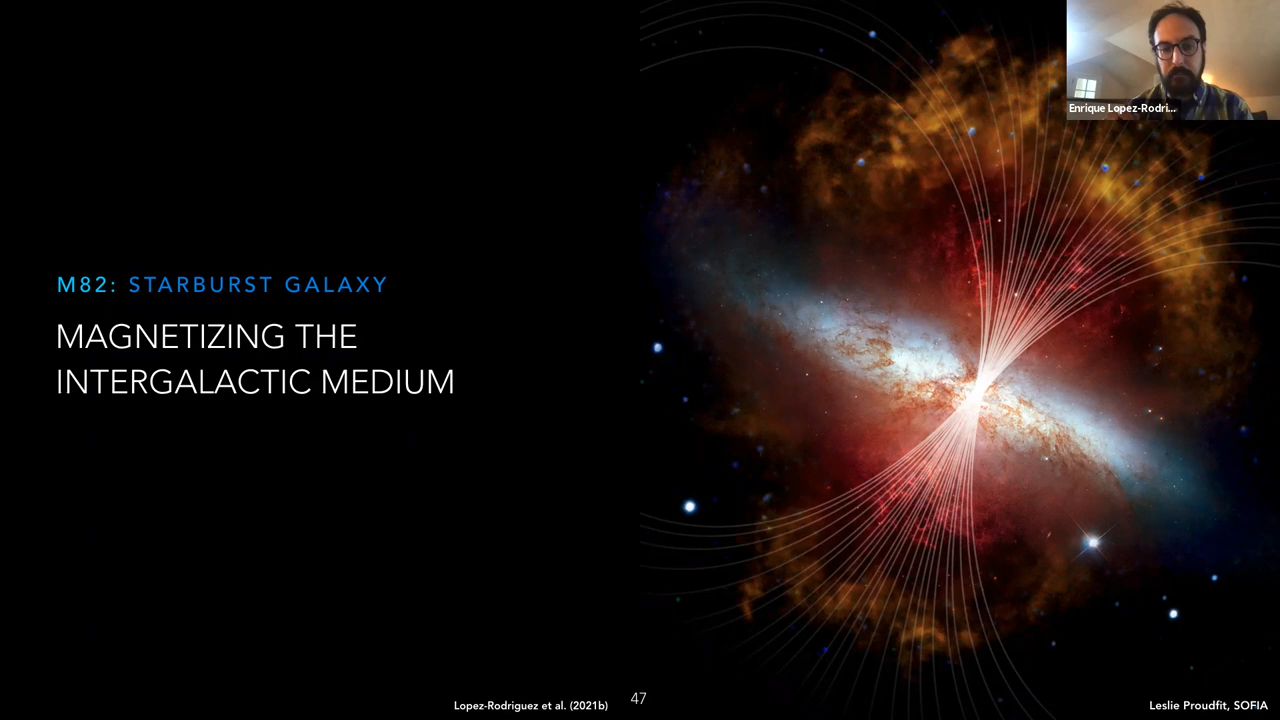 Enrique Lopez-Rodri...
M82: STARBURST GALAXY
MAGNETIZING THE
INTERGALACTIC MEDIUM
Lopez-Rodriguez et al. (2021b)
47
Leslie Proudfit, SOFIA